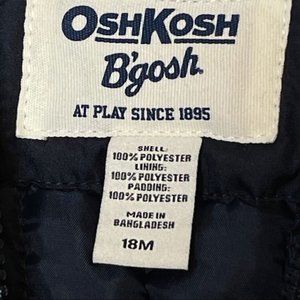 OSHKOSH
B'gosh
AT PLAY SINCE 1895
SHELL:
100% POLYESTER
LINING:
100% POLYESTER
PADDING:
100% POLYESTER
MADE IN
BANGLADESH
18M